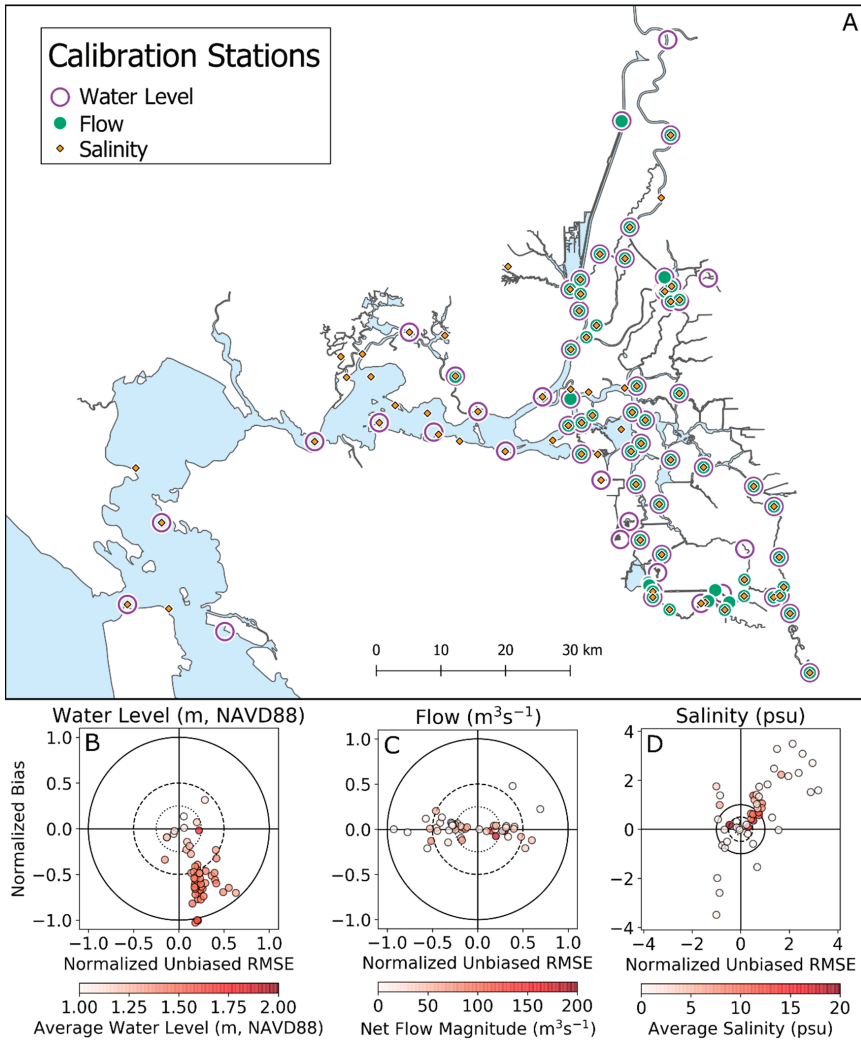 A
Calibration Stations
Water Level
Flow
Salinity
0 10 20 30 km
Water Level (m, NAVD88)
Flow (m³s⁻¹)
Salinity (psu)
B
C
D
Normalized Bias
1.0
0.5
0.0
−0.5
−1.0
−1.0 −0.5 0.0 0.5 1.0
1.0
0.5
0.0
−0.5
−1.0
−1.0 −0.5 0.0 0.5 1.0
4
2
0
−2
−4
−4 −2 0 2 4
Normalized Unbiased RMSE
Normalized Unbiased RMSE
Normalized Unbiased RMSE
1.00 1.25 1.50 1.75 2.00
0 50 100 150 200
0 5 10 15 20
Average Water Level (m, NAVD88)
Net Flow Magnitude (m³s⁻¹)
Average Salinity (psu)